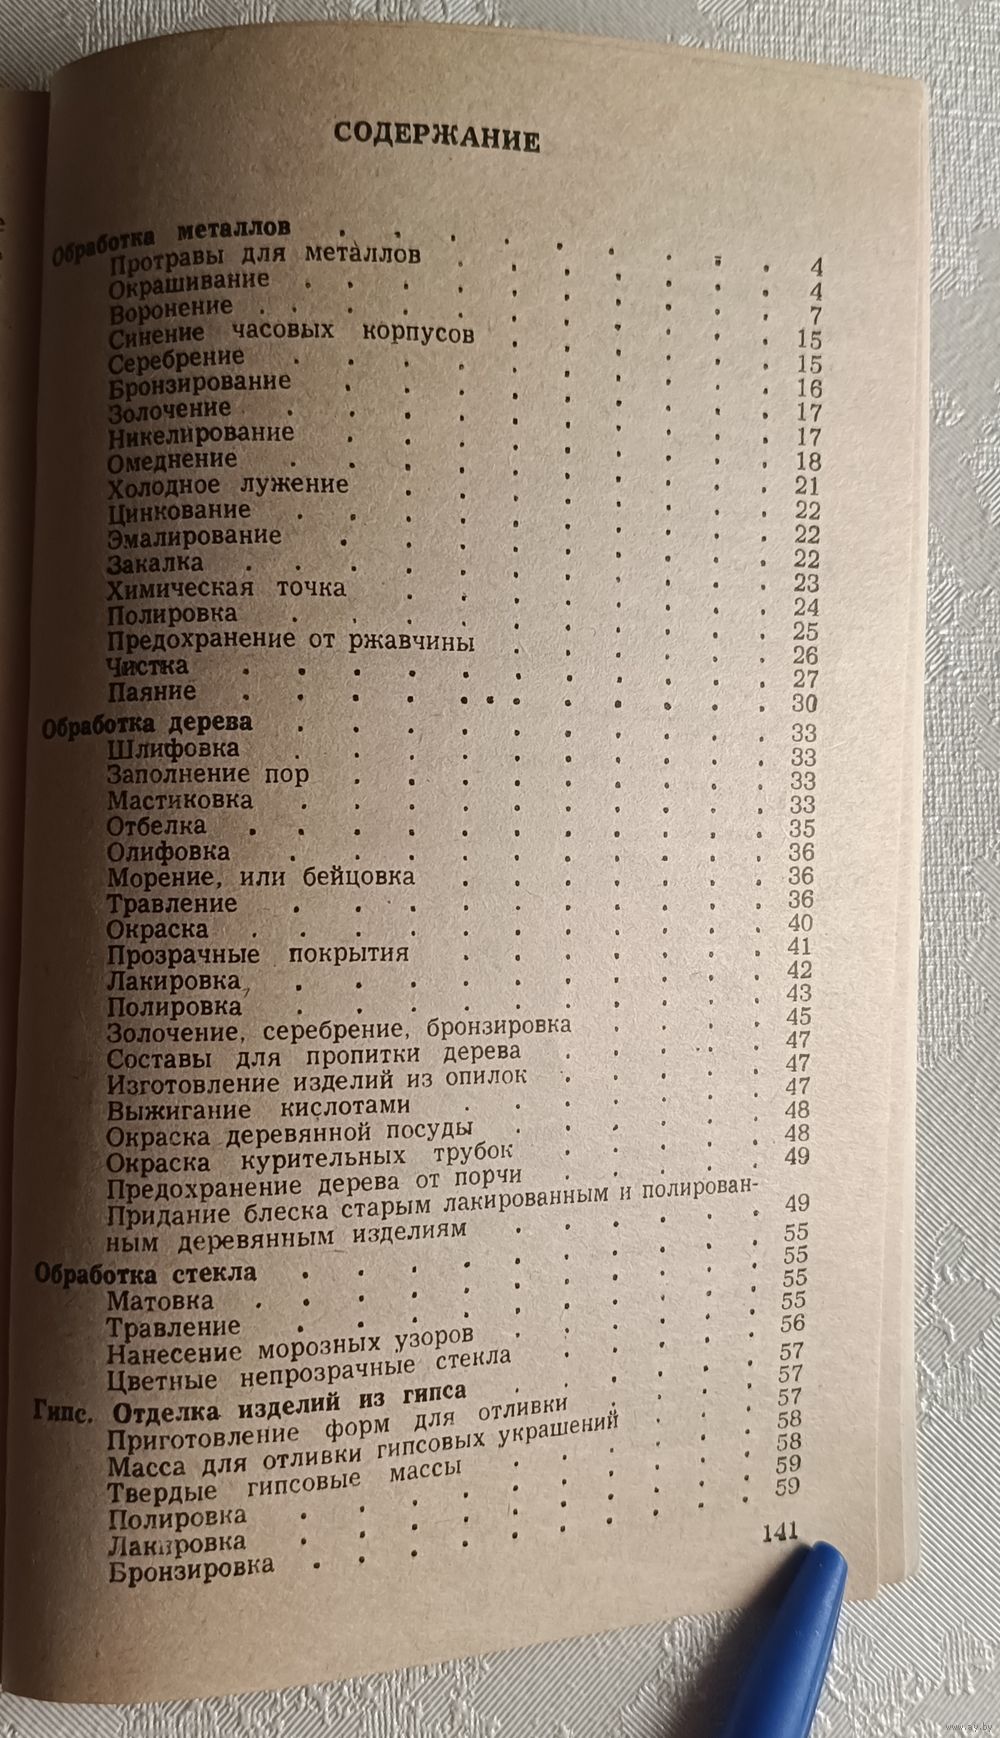 СОДЕРЖАНИЕ
Обработка металлов . . . . . . . . . 4
Протравы для металлов . . . . . . . 4
Окрашивание . . . . . . . . . 7
Воронение . . . . . . . . . . 15
Синение часовых корпусов . . . . . . 15
Серебрение . . . . . . . . . 16
Бронзирование . . . . . . . . 17
Золочение . . . . . . . . . 17
Никелирование . . . . . . . . 18
Омеднение . . . . . . . . . 21
Холодное лужение . . . . . . . 22
Цинкование . . . . . . . . . 22
Эмалирование . . . . . . . . 22
Закалка . . . . . . . . . . 23
Химическая точка . . . . . . . 24
Полировка . . . . . . . . . 25
Предохранение от ржавчины . . . . . . 26
Чистка . . . . . . . . . . 27
Паяние . . . . . . . . . . 30
Обработка дерева . . . . . . . . . 33
Шлифовка . . . . . . . . . 33
Заполнение пор . . . . . . . . 33
Мастиковка . . . . . . . . . 33
Отбелка . . . . . . . . . . 35
Олифовка . . . . . . . . . 36
Морение, или бейцовка . . . . . . 36
Травление . . . . . . . . . 36
Окраска . . . . . . . . . . 40
Прозрачные покрытия . . . . . . 41
Лакировка, . . . . . . . . . 42
Полировка . . . . . . . . . 43
Золочение, серебрение, бронзировка . . . . 45
Составы для пропитки дерева . . . . . 47
Изготовление изделий из опилок . . . . . 47
Выжигание кислотами . . . . . . 47
Окраска деревянной посуды . . . . . 48
Окраска курительных трубок . . . . . 48
Предохранение дерева от порчи . . . . . 49
Придание блеска старым лакированным и полирован-
ным деревянным изделиям . . . . . 49
Обработка стекла . . . . . . . . . 55
Матовка . . . . . . . . . . 55
Травление . . . . . . . . . 55
Нанесение морозных узоров . . . . . 55
Цветные непрозрачные стекла . . . . . 56
Гипс. Отделка изделий из гипса . . . . . 57
Приготовление форм для отливки . . . . 57
Масса для отливки гипсовых украшений . . . 57
Твердые гипсовые массы . . . . . 58
Полировка . . . . . . . . . 58
Лакировка . . . . . . . . . 59
Бронзировка . . . . . . . . . 59
141
www.ay.by